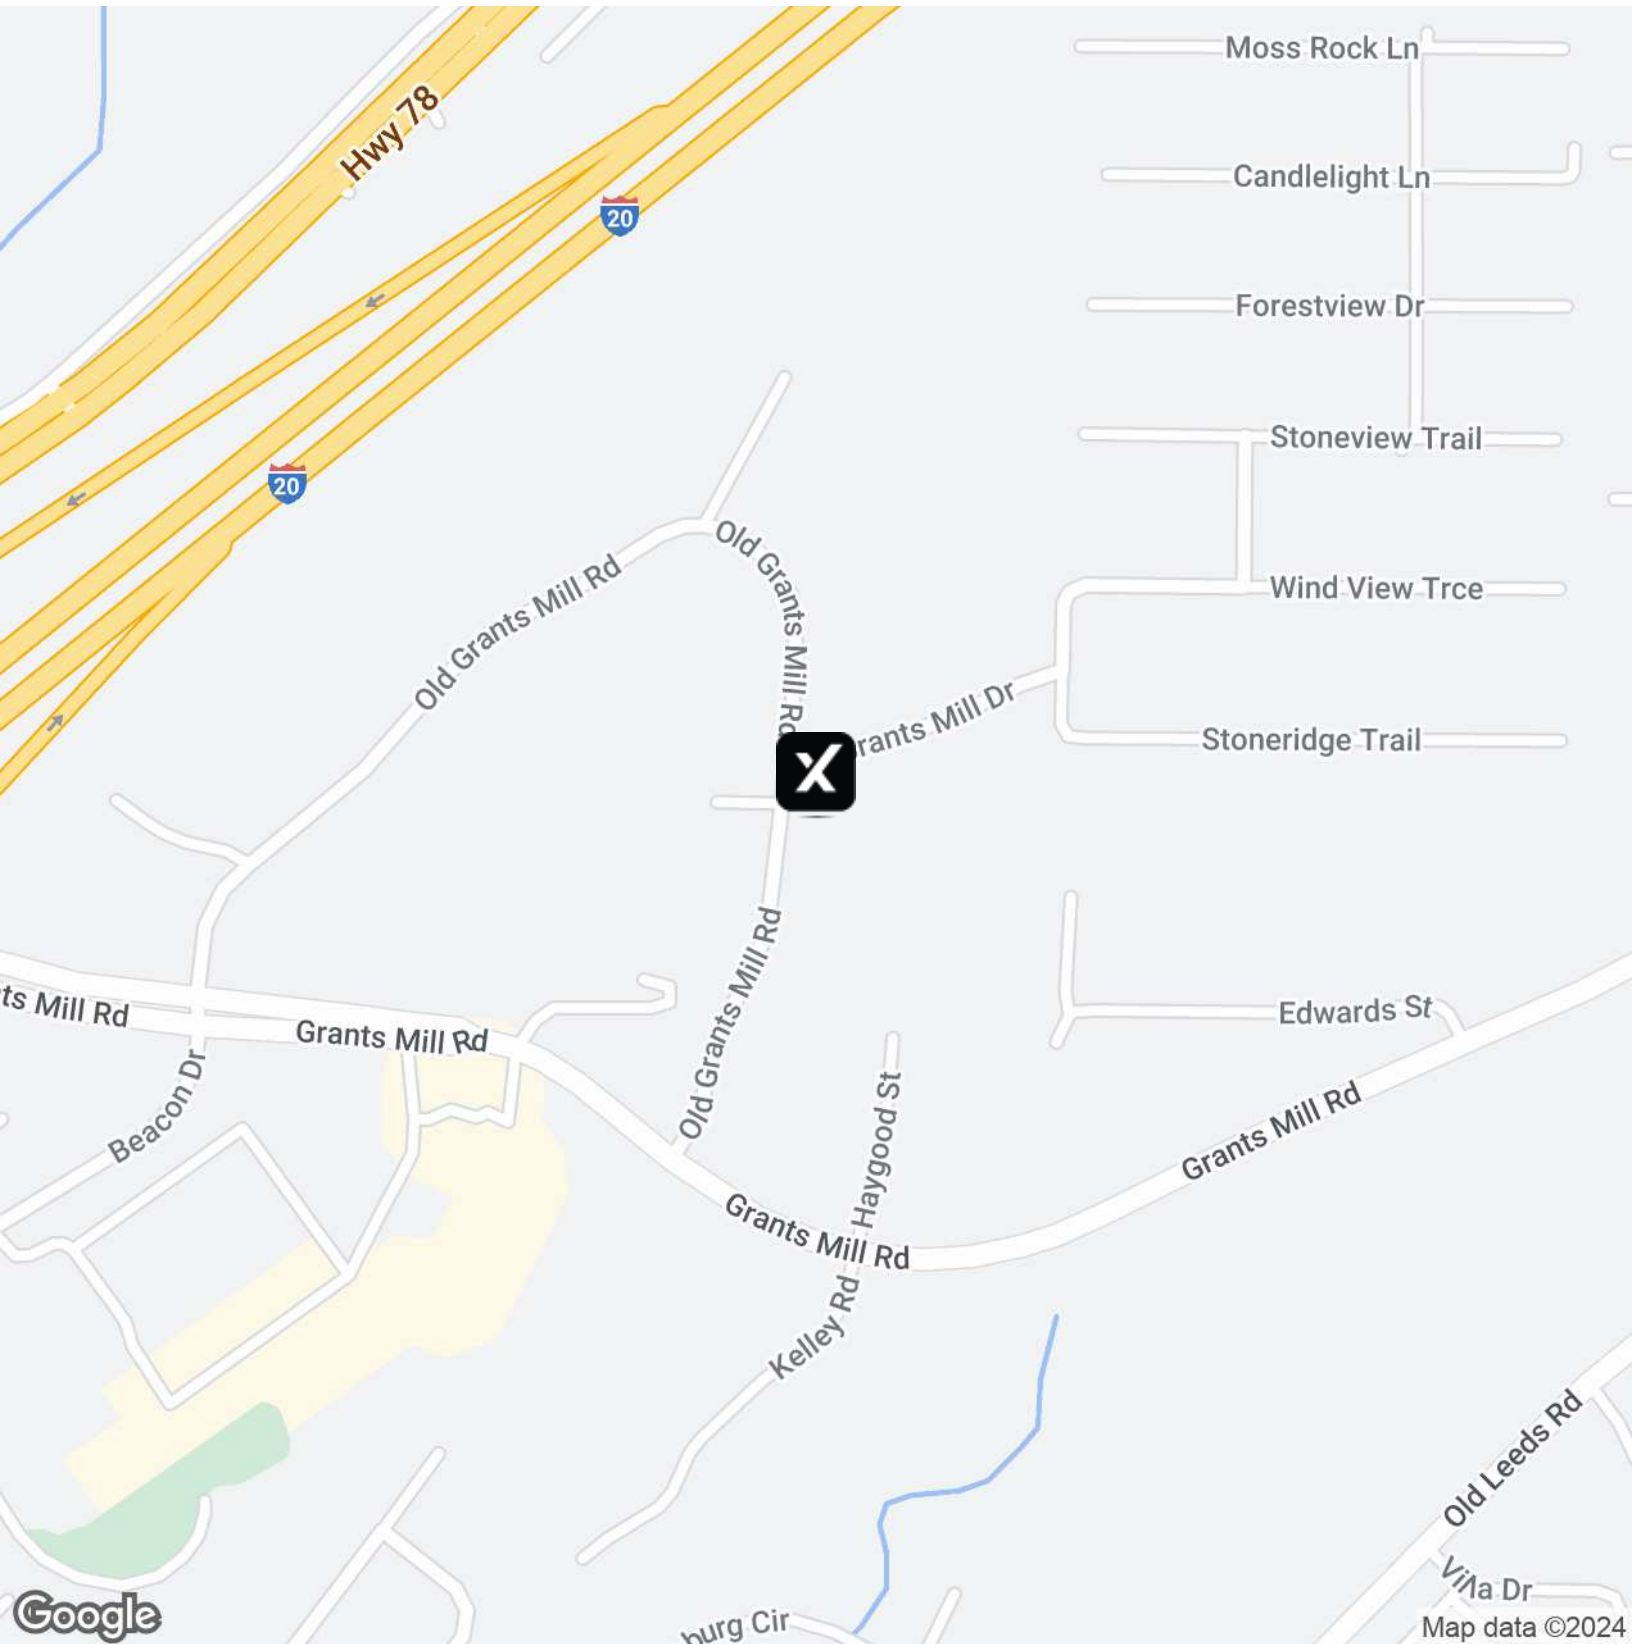 Moss Rock Ln
Hwy 78
Candlelight Ln
20
Forestview Dr
Stoneview Trail
20
Old Grants Mill Rd
Old Grants Mill Rd
Wind View Trce
Grants Mill Dr
Stoneridge Trail
X
Old Grants Mill Rd
ts Mill Rd
Grants Mill Rd
Edwards St
Beacon Dr
Haygood St
Grants Mill Rd
Grants Mill Rd
Kelley Rd
Old Leeds Rd
Villa Dr
burg Cir
Google
Map data ©2024